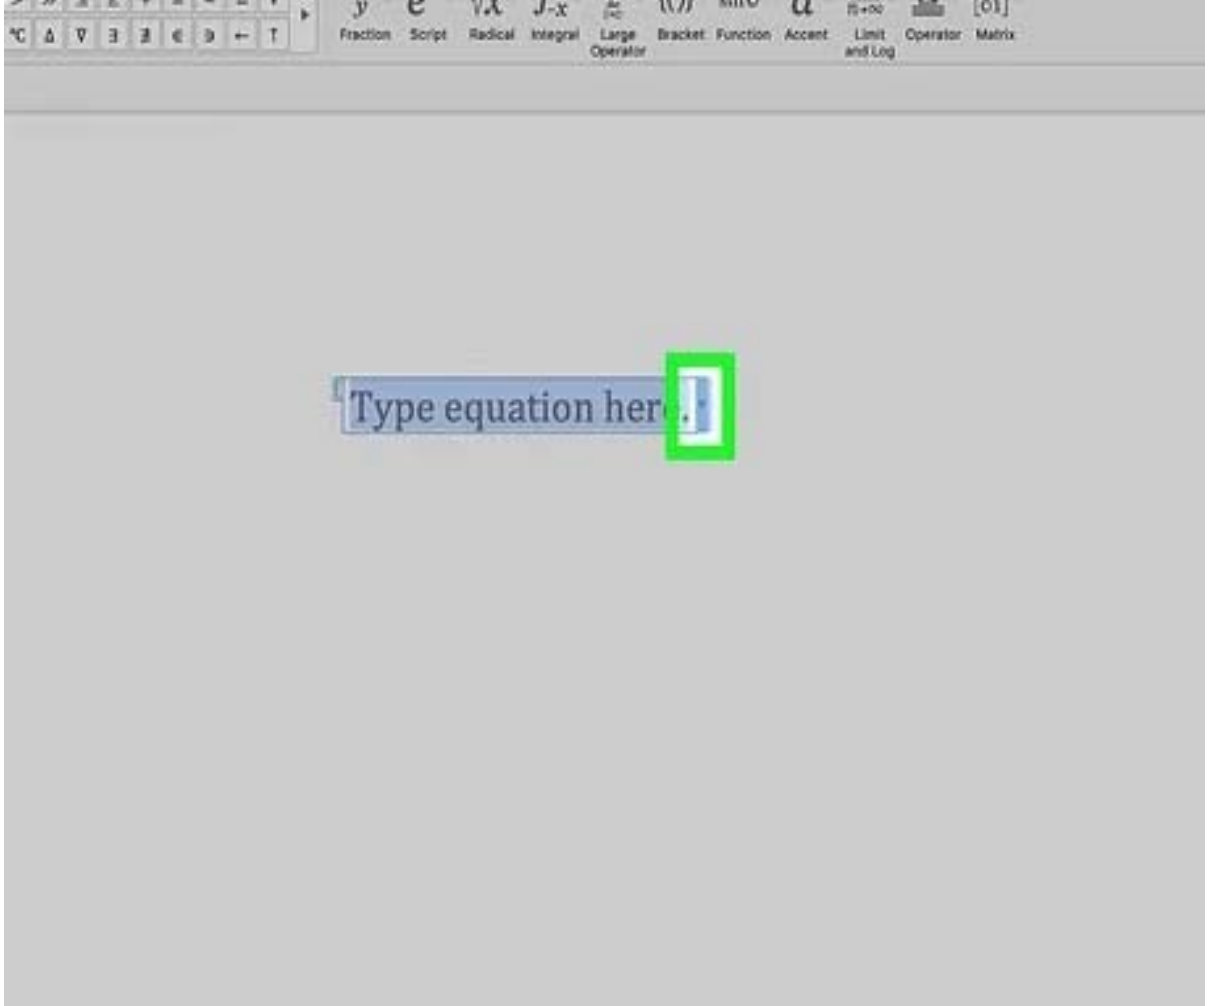 ℃ ∆ ∇ ∃ ∄ ∈ ∋ ← ↑
Fraction Script Radical Integral Large Operator Bracket Function Accent Limit and Log Operator Matrix
Type equation here.